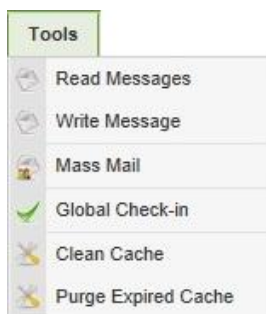 Tools
Read Messages
Write Message
Mass Mail
Global Check-in
Clean Cache
Purge Expired Cache